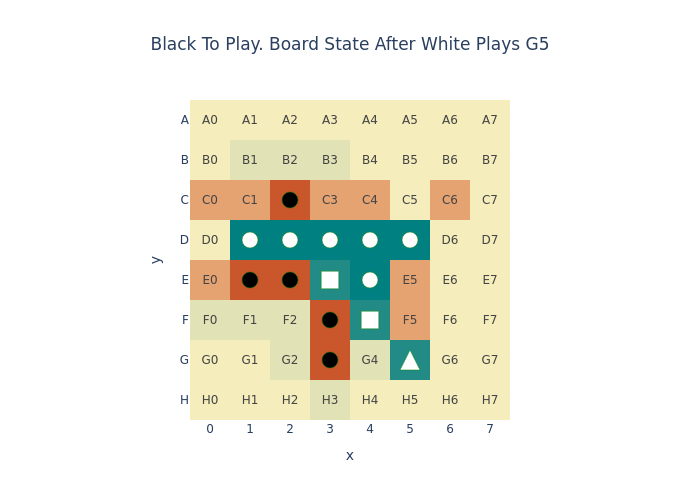 Black To Play. Board State After White Plays G5
A A0 A1 A2 A3 A4 A5 A6 A7
B B0 B1 B2 B3 B4 B5 B6 B7
C C0 C1 C3 C4 C5 C6 C7
D D0 D6 D7
y
E E0 E5 E6 E7
F F0 F1 F2 F5 F6 F7
G G0 G1 G2 G4 G6 G7
H H0 H1 H2 H3 H4 H5 H6 H7
0 1 2 3 4 5 6 7
x